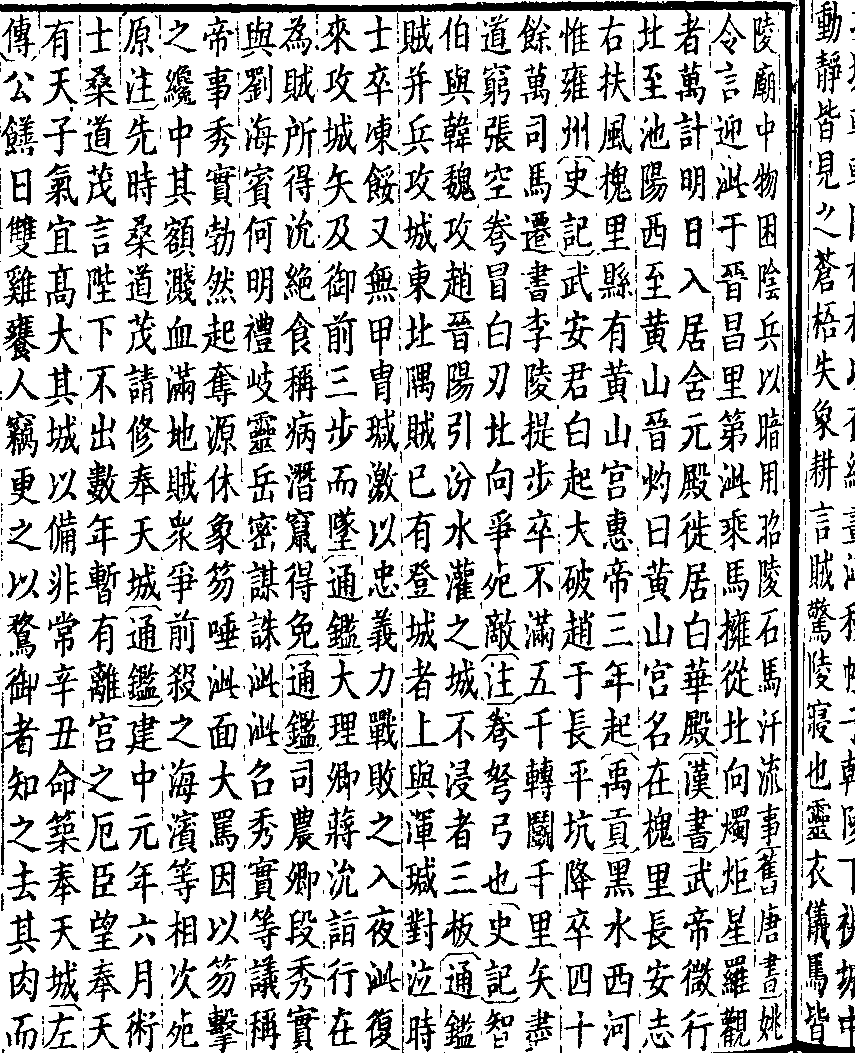 動靜皆見之蒼梧失象耕言賊驚陵寢也靈衣儀馬皆
陵廟中物困陰兵以暗用昭陵石馬汗流事舊唐書姚
令言迎泚于晉昌里第泚乘馬擁從北向燭炬星羅觀
者萬計明日入居含元殿徙居白華殿漢書武帝微行
北至池陽西至黃山晉灼曰黃山宮名在槐里長安志
右扶風槐里縣有黃山宮惠帝三年起禹貢黑水西河
惟雍州史記武安君白起大破趙于長平坑降卒四十
餘萬司馬遷書李陵提步卒不滿五千轉鬭千里矢盡
道窮張空弮冒白刃北向爭死敵注弮弩弓也史記智
伯與韓魏攻趙晉陽引汾水灌之城不浸者三板通鑑
賊并兵攻城東北隅賊已有登城者上與渾瑊對泣時
士卒凍餒又無甲冑瑊激以忠義力戰敗之入夜泚復
來攻城矢及御前三步而墜通鑑大理卿蔣沇詣行在
為賊所得沇絕食稱病潛竄得免通鑑司農卿段秀實
與劉海賓何明禮岐靈岳密謀誅泚泚召秀實等議稱
帝事秀實勃然起奪源休象笏唾泚面大罵因以笏擊
之纔中其額濺血滿地賊眾爭前殺之海濱等相次死
原注先時桑道茂請修奉天城通鑑建中元年六月術
士桑道茂言陛下不出數年暫有離宮之厄臣望奉天
有天子氣宜高大其城以備非常辛丑命築奉天城左
傳公饍日雙雞饔人竊更之以鶩御者知之去其肉而